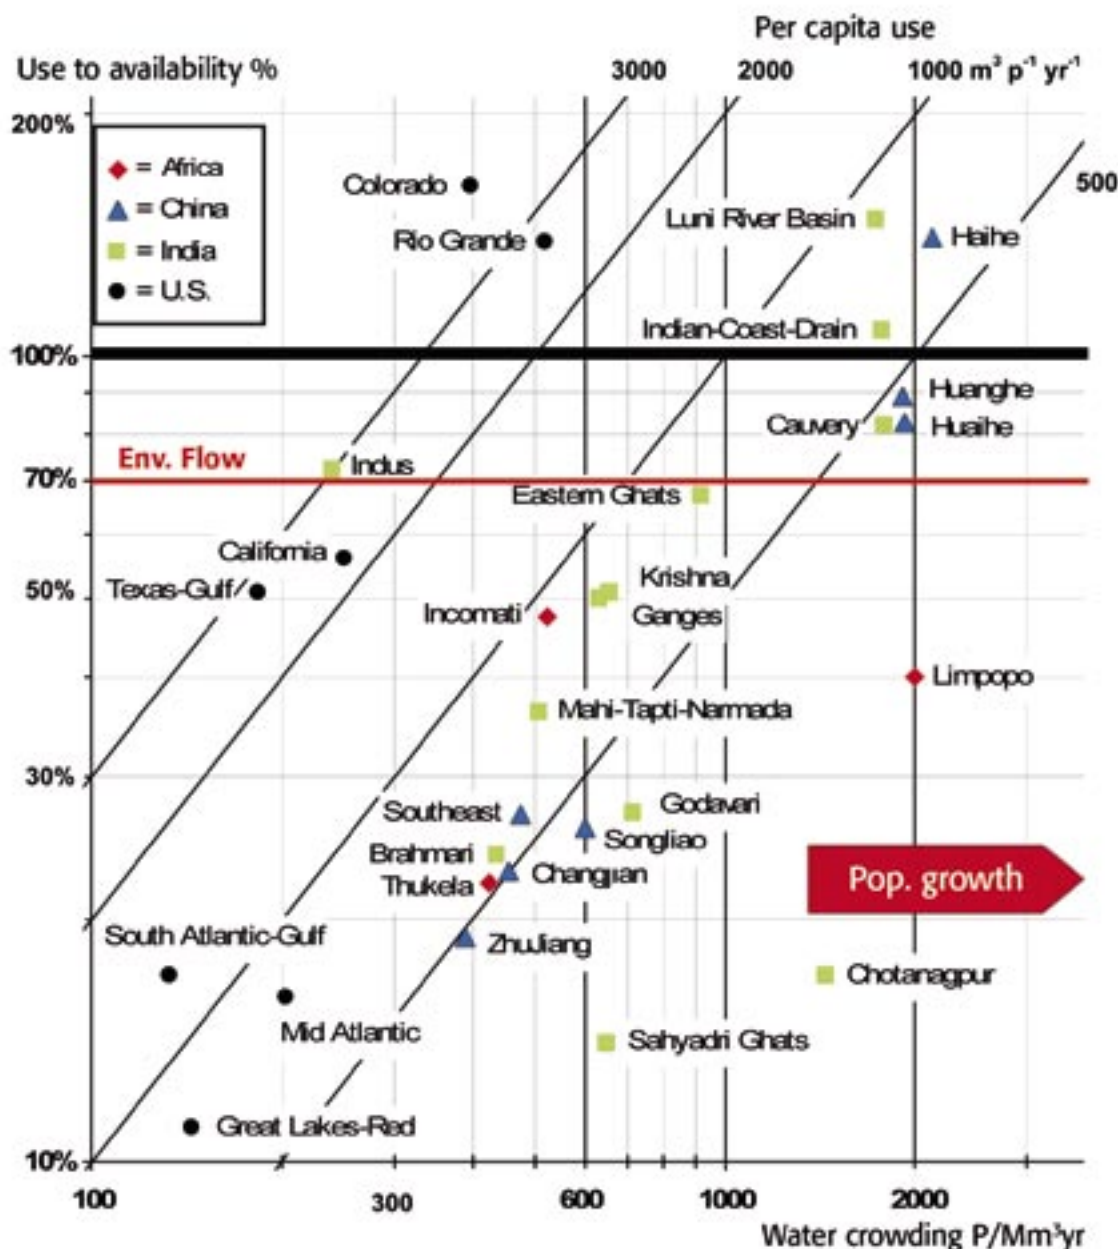 Per capita use
Use to availability %
3000 2000 1000 m³ p⁻¹ yr⁻¹
200%
= Africa
= China
= India
= U.S.
Colorado
500
Luni River Basin
Rio Grande
Haihe
Indian-Coast-Drain
100%
Huanghe
Cauvery
Huaihe
Env. Flow
Indus
70%
Eastern Ghats
California
Krishna
Texas-Gulf
50%
Incomati
Ganges
Limpopo
Mahi-Tapti-Narmada
30%
Southeast
Godavari
Songliao
Brahmari
Changjian
Thukela
Pop. growth
South Atlantic-Gulf
ZhuJiang
Chotanagpur
Mid Atlantic
Sahyadri Ghats
Great Lakes-Red
10%
100 300 600 1000 2000
Water crowding P/Mm³yr